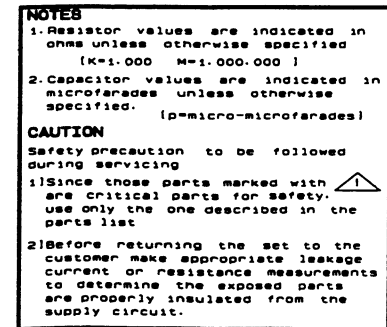 NOTES
1. Resistor values are indicated in
ohms unless otherwise specified
(K=1.000 M=1.000.000 )
2. Capacitor values are indicated in
microfarades unless otherwise
specified.
(p=micro-microfarades)
CAUTION
Safety precaution to be followed
during servicing
1)Since those parts marked with ⚠
are critical parts for safety.
use only the one described in the
parts list
2)Before returning the set to the
customer make appropriate leakage
current or resistance measurements
to determine the exposed parts
are properly insulated from the
supply circuit.